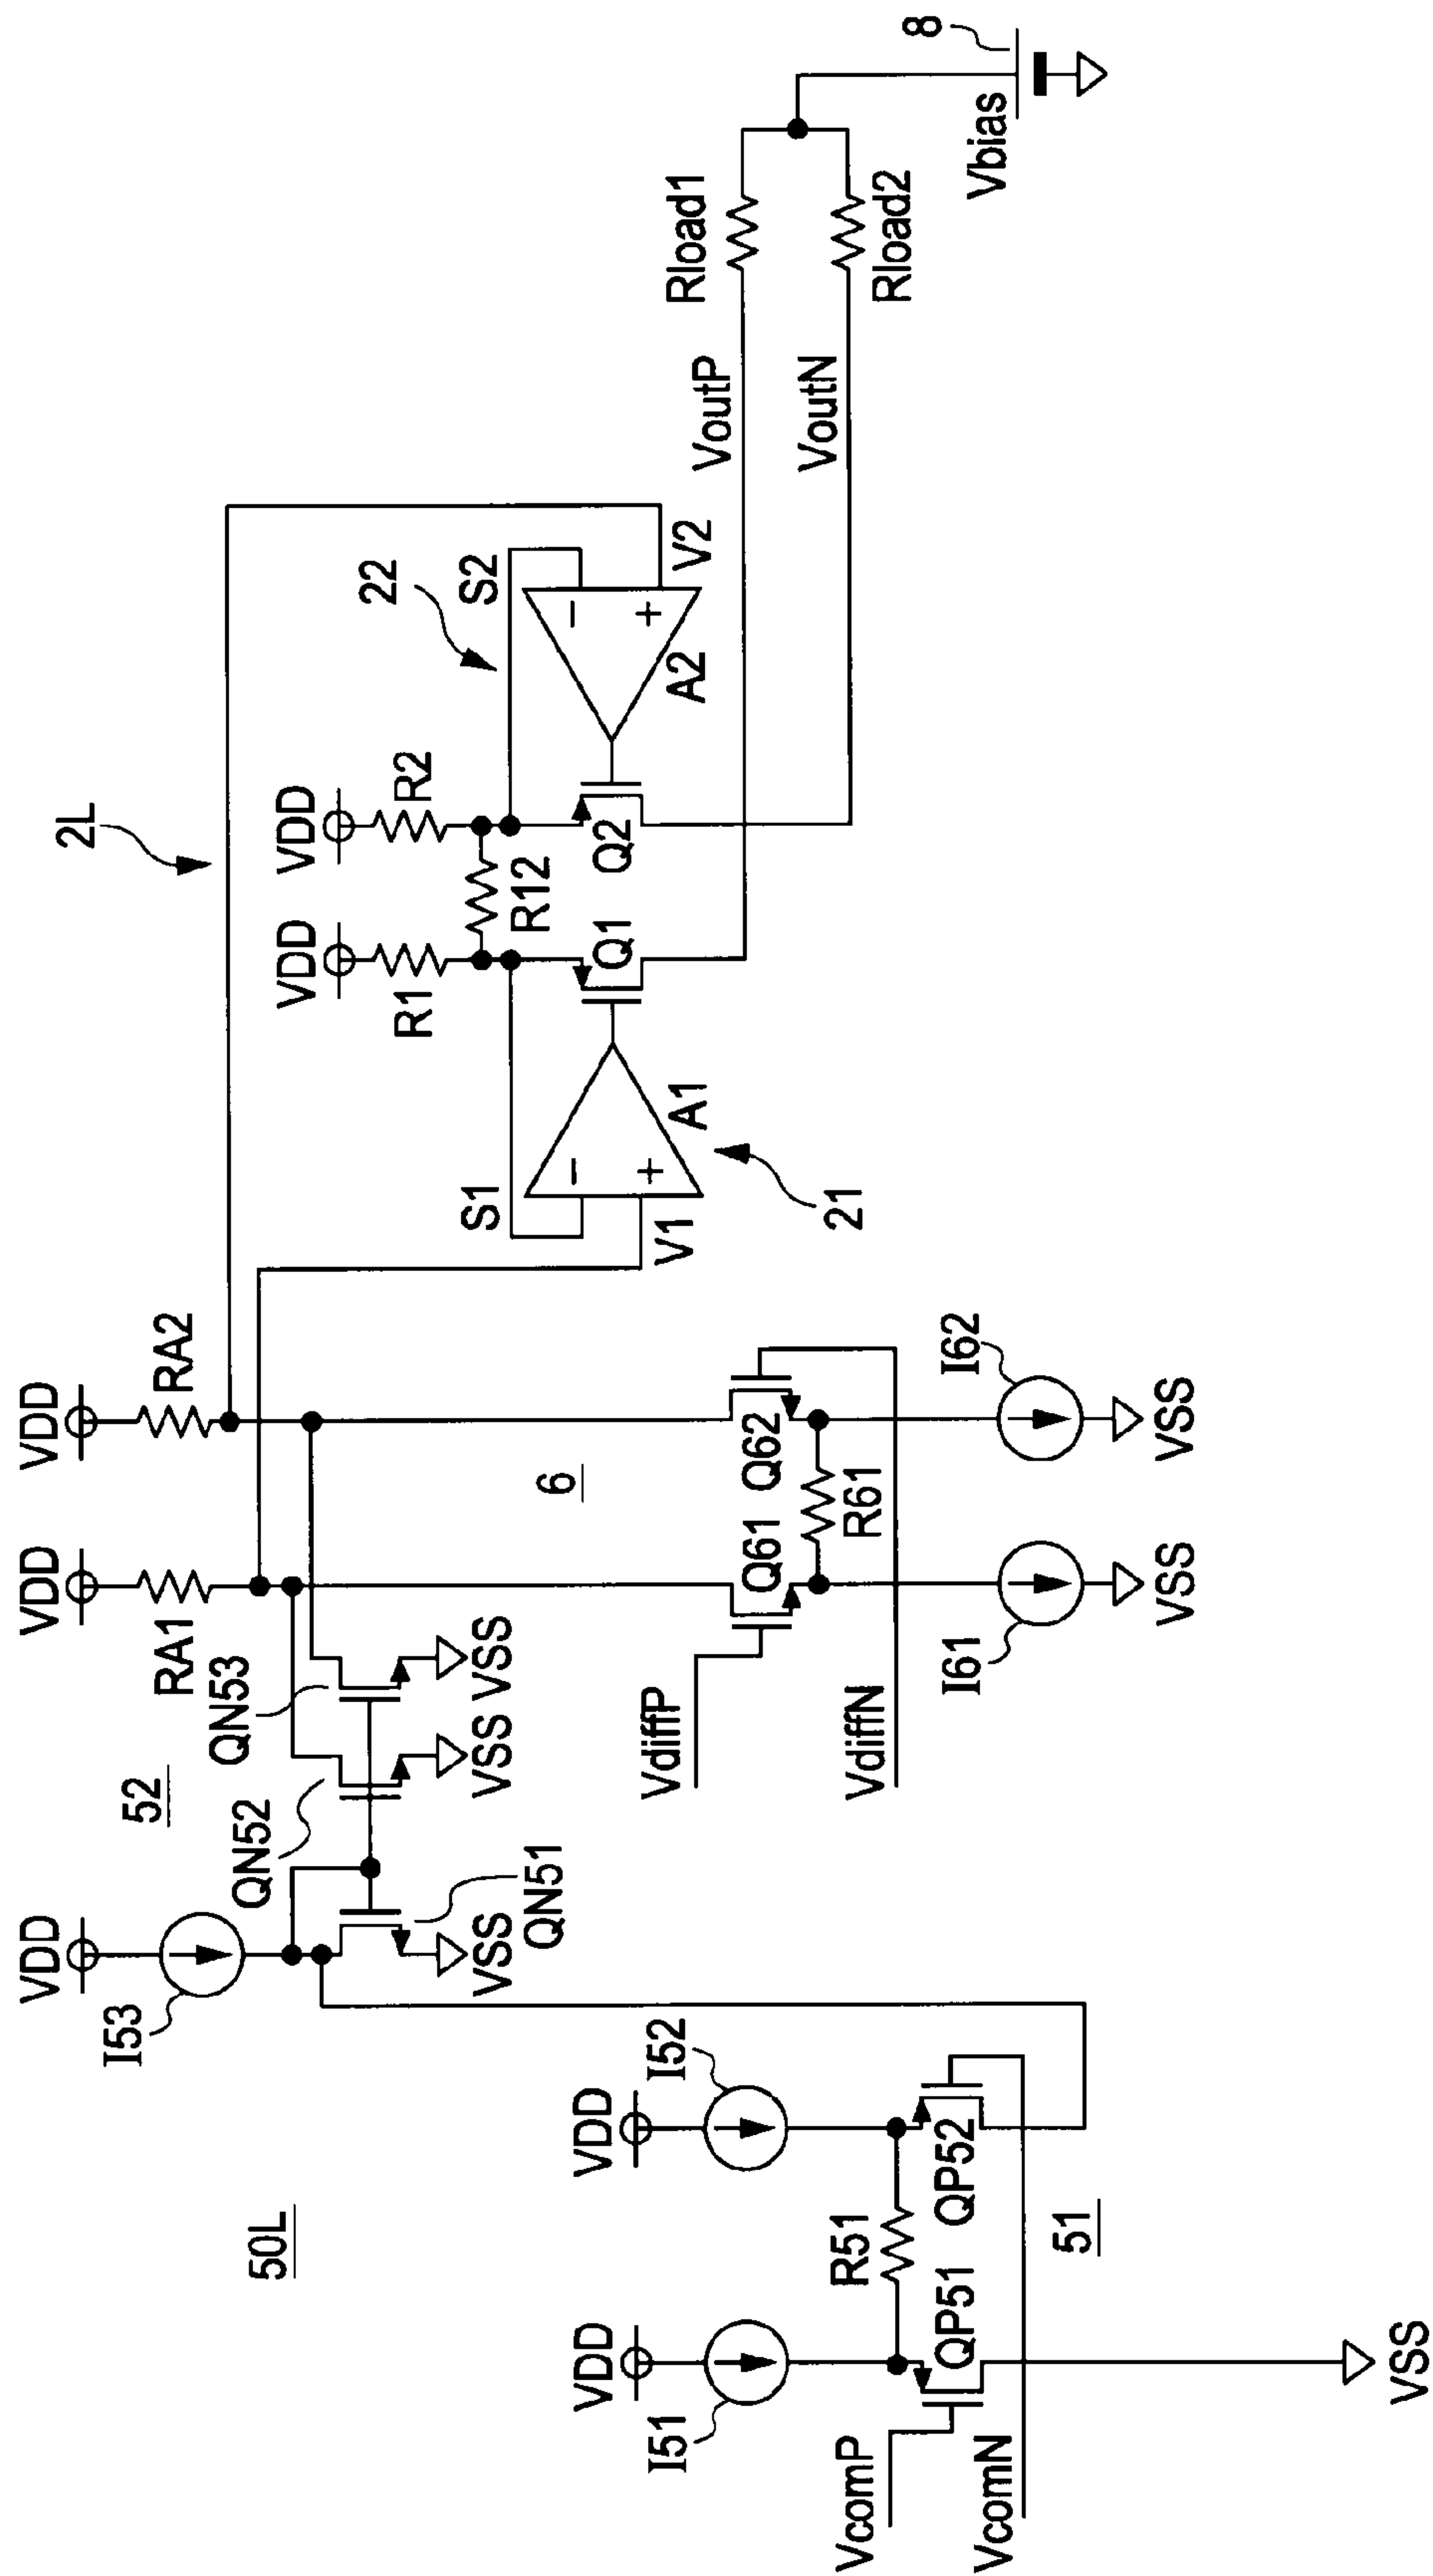 50L
52
2L
VDD
I53
VDD
RA1
VDD
RA2
QN52
QN53
VSS
VSS
VSS
QN51
VDD
R1
VDD
R2
R12
Q1
Q2
22
S2
V2
A2
S1
V1
A1
21
6
VDD
I51
VDD
I52
R51
QP51
QP52
51
VcomP
VcomN
VSS
VdiffP
VdiffN
Q61
Q62
R61
I61
I62
VSS
VSS
VoutP
VoutN
Rload1
Rload2
Vbias
8